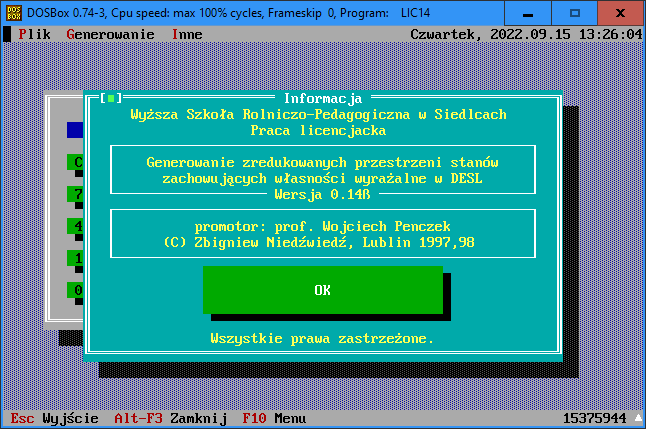 DOSBox 0.74-3, Cpu speed: max 100% cycles, Frameskip 0, Program: LIC14
Plik Generowanie Inne Czwartek, 2022.09.15 13:26:04
Informacja
Wyższa Szkoła Rolniczo-Pedagogiczna w Siedlcach
Praca licencjacka
Generowanie zredukowanych przestrzeni stanów
zachowujących własności wyrażalne w DESL
Wersja 0.14ß
promotor: prof. Wojciech Penczek
(C) Zbigniew Niedźwiedź, Lublin 1997,98
C
7
4
1
0
OK
Wszystkie prawa zastrzeżone.
Esc Wyjście Alt-F3 Zamknij F10 Menu 15375944